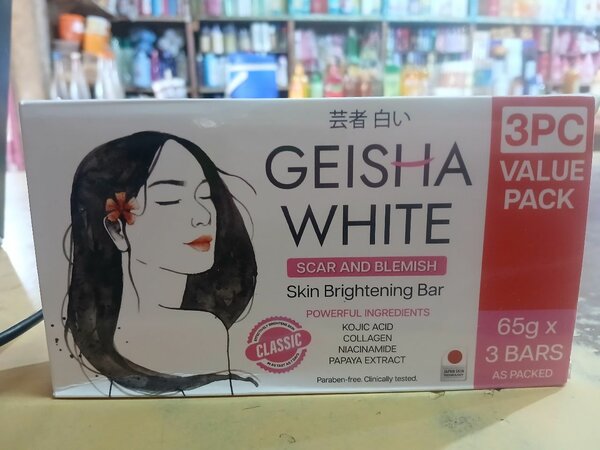 芸者 白い
GEISHA
WHITE
SCAR AND BLEMISH
Skin Brightening Bar
POWERFUL INGREDIENTS
KOJIC ACID
COLLAGEN
NIACINAMIDE
PAPAYA EXTRACT
Paraben-free. Clinically tested.
CLASSIC
3PC
VALUE
PACK
65g x
3 BARS
AS PACKED